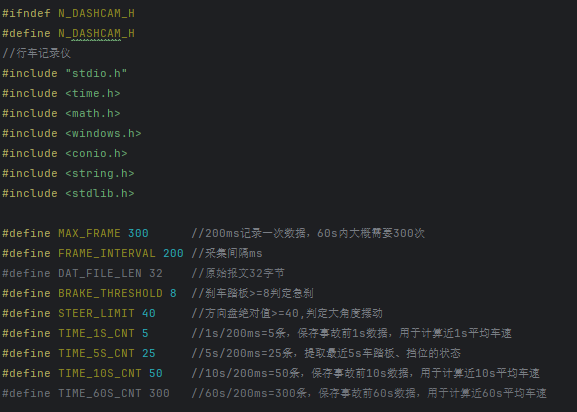 #ifndef N_DASHCAM_H
#define N_DASHCAM_H
//行车记录仪
#include "stdio.h"
#include <time.h>
#include <math.h>
#include <windows.h>
#include <conio.h>
#include <string.h>
#include <stdlib.h>
#define MAX_FRAME 300 //200ms记录一次数据，60s内大概需要300次
#define FRAME_INTERVAL 200 //采集间隔ms
#define DAT_FILE_LEN 32 //原始报文32字节
#define BRAKE_THRESHOLD 8 //刹车踏板>=8判定急刹
#define STEER_LIMIT 40 //方向盘绝对值>=40,判定大角度摆动
#define TIME_1S_CNT 5 //1s/200ms=5条，保存事故前1s数据，用于计算近1s平均车速
#define TIME_5S_CNT 25 //5s/200ms=25条，提取最近5s车踏板、挡位的状态
#define TIME_10S_CNT 50 //10s/200ms=50条，保存事故前10s数据，用于计算近10s平均车速
#define TIME_60S_CNT 300 //60s/200ms=300条，保存事故前60s数据，用于计算近60s平均车速